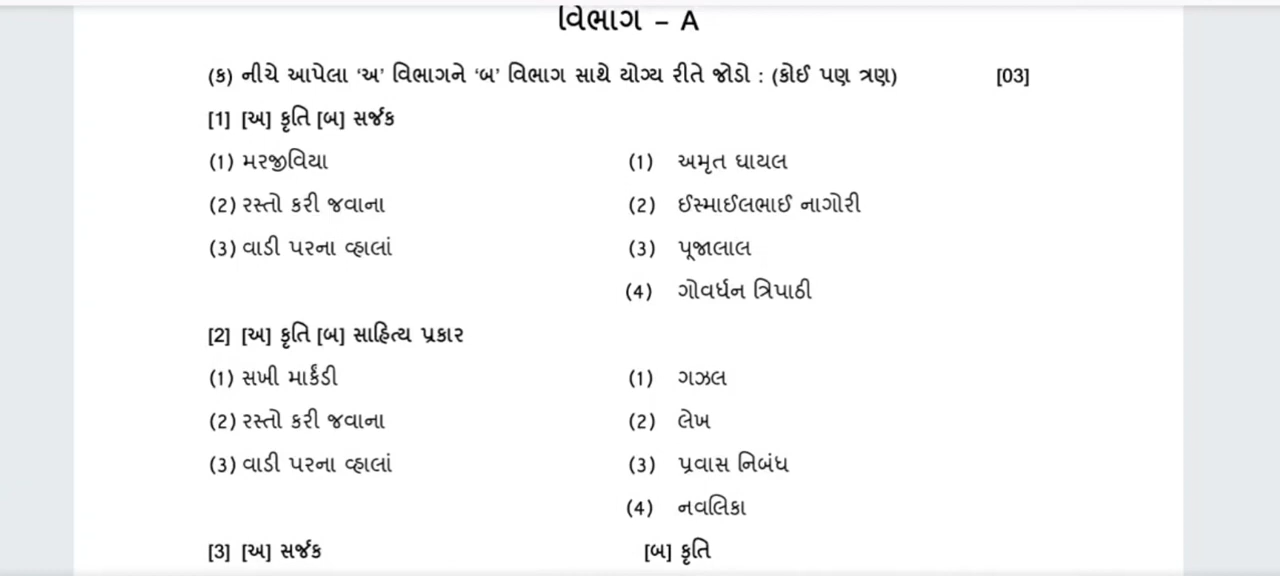 વિભાગ – A
(ક) નીચે આપેલા ‘અ’ વિભાગને ‘બ’ વિભાગ સાથે યોગ્ય રીતે જોડો : (કોઈ પણ ત્રણ) [03]
[1] [અ] કૃતિ [બ] સર્જક
(1) મરજીવિયા (1) અમૃત ઘાયલ
(2) રસ્તો કરી જવાના (2) ઈસ્માઈલભાઈ નાગોરી
(3) વાડી પરના વ્હાલાં (3) પૂજાલાલ
(4) ગોવર્ધન ત્રિપાઠી
[2] [અ] કૃતિ [બ] સાહિત્ય પ્રકાર
(1) સખી માર્કંડી (1) ગઝલ
(2) રસ્તો કરી જવાના (2) લેખ
(3) વાડી પરના વ્હાલાં (3) પ્રવાસ નિબંધ
(4) નવલિકા
[3] [અ] સર્જક [બ] કૃતિ